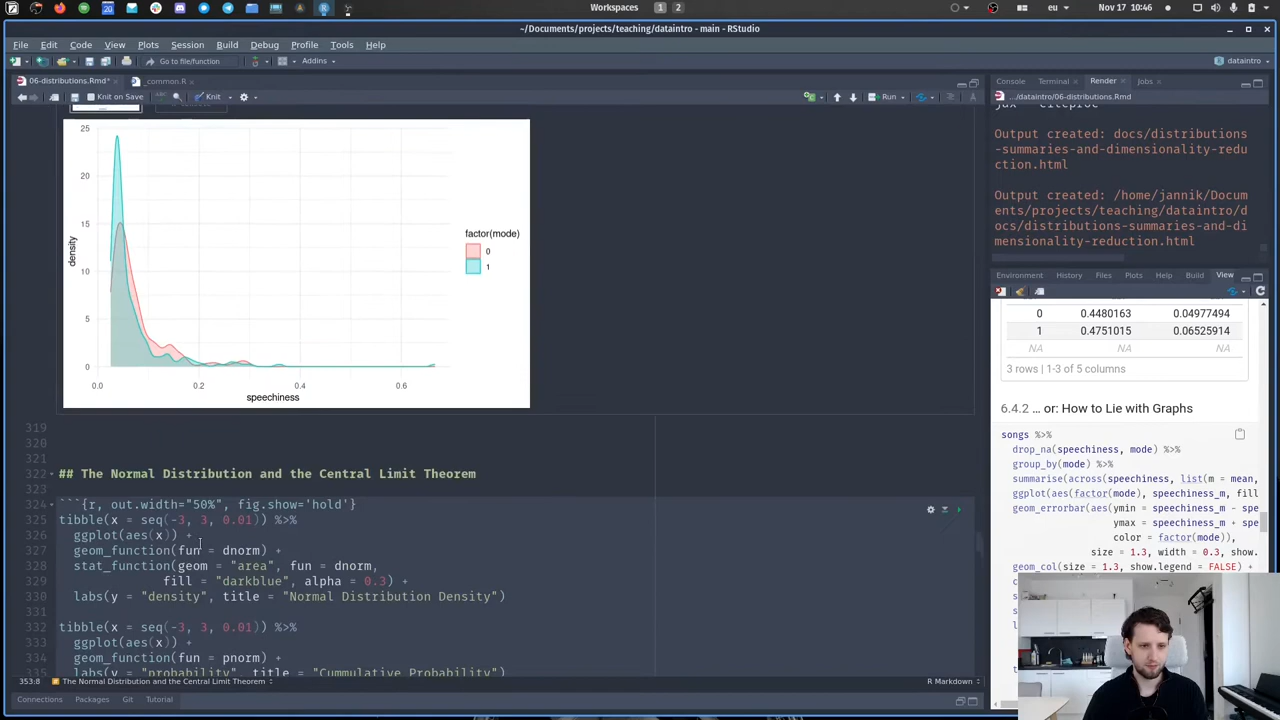 Workspaces 1 2
20
eu Nov 17, 10:46
~/Documents/projects/teaching/dataintro - main - RStudio
File Edit Code View Plots Session Build Debug Profile Tools Help
Go to file/function
Addins
dataintro
06-distributions.Rmd*
_common.R
Console Terminal Render Jobs
Knit on Save
Knit
Run
.../dataintro/06-distributions.Rmd
25
20
15
10
5
0
density
0.0 0.2 0.4 0.6
speechiness
factor(mode)
0
1
319
320
321
322 ## The Normal Distribution and the Central Limit Theorem
323
324 ```{r, out.width="50%", fig.show='hold'}
325 tibble(x = seq(-3, 3, 0.01)) %>%
326 ggplot(aes(x)) +
327 geom_function(fun = dnorm) +
328 stat_function(geom = "area", fun = dnorm,
329 fill = "darkblue", alpha = 0.3) +
330 labs(y = "density", title = "Normal Distribution Density")
331
332 tibble(x = seq(-3, 3, 0.01)) %>%
333 ggplot(aes(x)) +
334 geom_function(fun = pnorm) +
335 labs(y = "probability", title = "Cummulative Probability")
353:8 The Normal Distribution and the Central Limit Theorem
R Markdown
Connections Packages Git Tutorial
Output created: docs/distributions
-summaries-and-dimensionality-redu
ction.html
Output created: /home/jannik/Docum
ents/projects/teaching/dataintro/d
ocs/distributions-summaries-and-di
mensionality-reduction.html
Environment History Files Plots Help Build View
0 0.4480163 0.04977494
1 0.4751015 0.06525914
NA NA NA
3 rows | 1-3 of 5 columns
6.4.2 … or: How to Lie with Graphs
songs %>%
drop_na(speechiness, mode) %>%
group_by(mode) %>%
summarise(across(speechiness, list(m = mean,
ggplot(aes(factor(mode), speechiness_m, fill
geom_errorbar(aes(ymin = speechiness_m - spe
ymax = speechiness_m + spe
color = factor(mode)),
size = 1.3, width = 0.3, show.
geom_col(size = 1.3, show.legend = FALSE) +